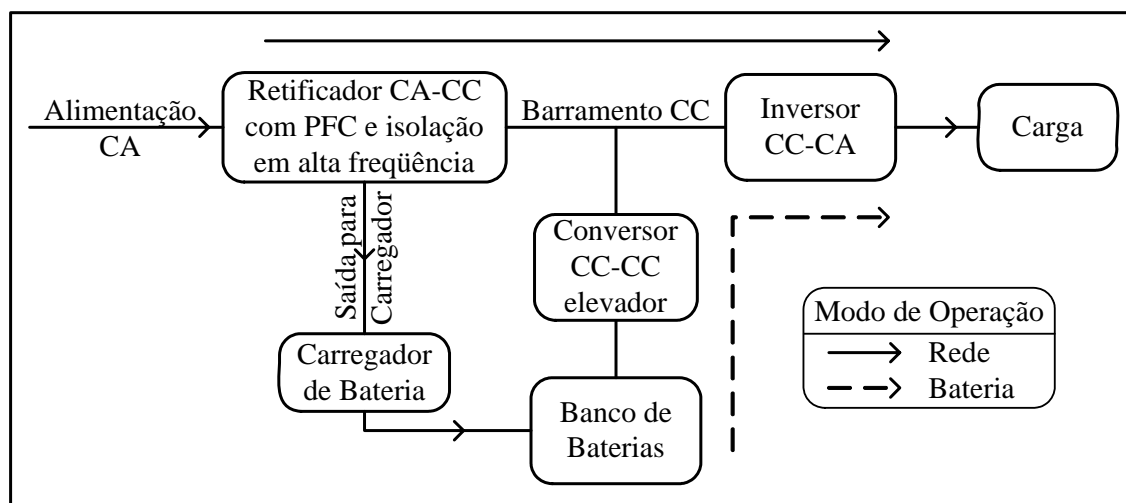 Alimentação
CA
Retificador CA-CC
com PFC e isolação
em alta freqüência
Barramento CC
Inversor
CC-CA
Carga
Saída para
Carregador
Conversor
CC-CC
elevador
Carregador
de Bateria
Banco de
Baterias
Modo de Operação
Rede
Bateria